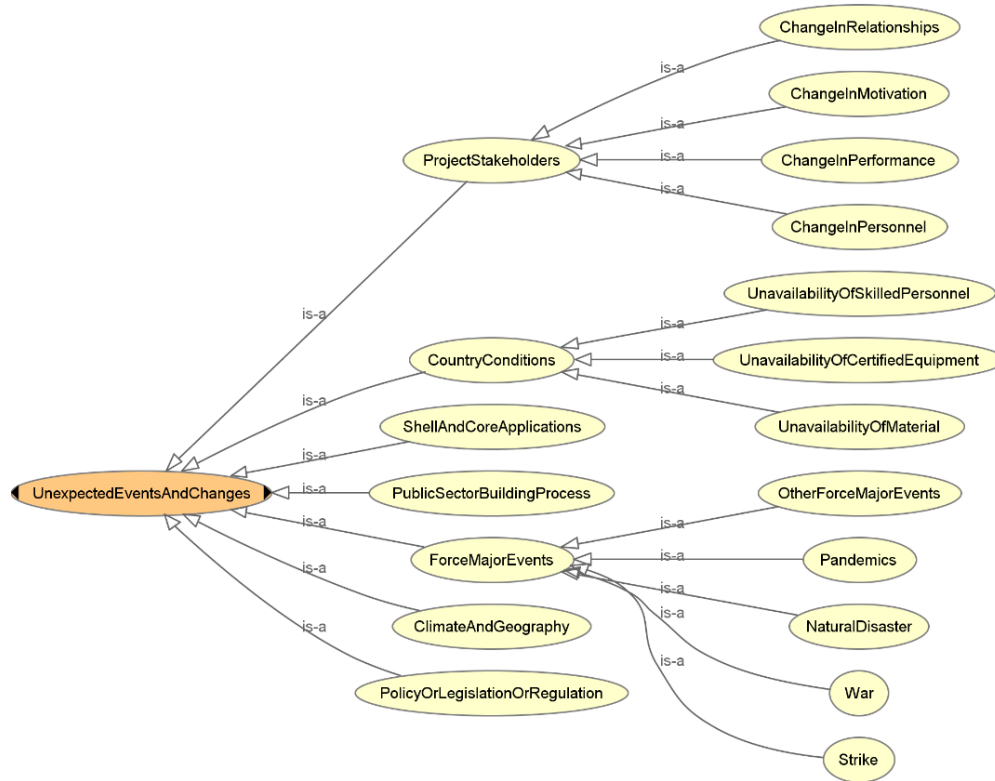 ChangeInRelationships
is-a
ChangeInMotivation
is-a
ProjectStakeholders
is-a
ChangeInPerformance
is-a
ChangeInPersonnel
UnavailabilityOfSkilledPersonnel
is-a
is-a
CountryConditions
is-a
UnavailabilityOfCertifiedEquipment
is-a
is-a
UnavailabilityOfMaterial
ShellAndCoreApplications
is-a
UnexpectedEventsAndChanges
is-a
PublicSectorBuildingProcess
OtherForceMajorEvents
is-a
is-a
ForceMajorEvents
is-a
Pandemics
is-a
is-a
is-a
ClimateAndGeography
NaturalDisaster
is-a
is-a
PolicyOrLegislationOrRegulation
War
Strike